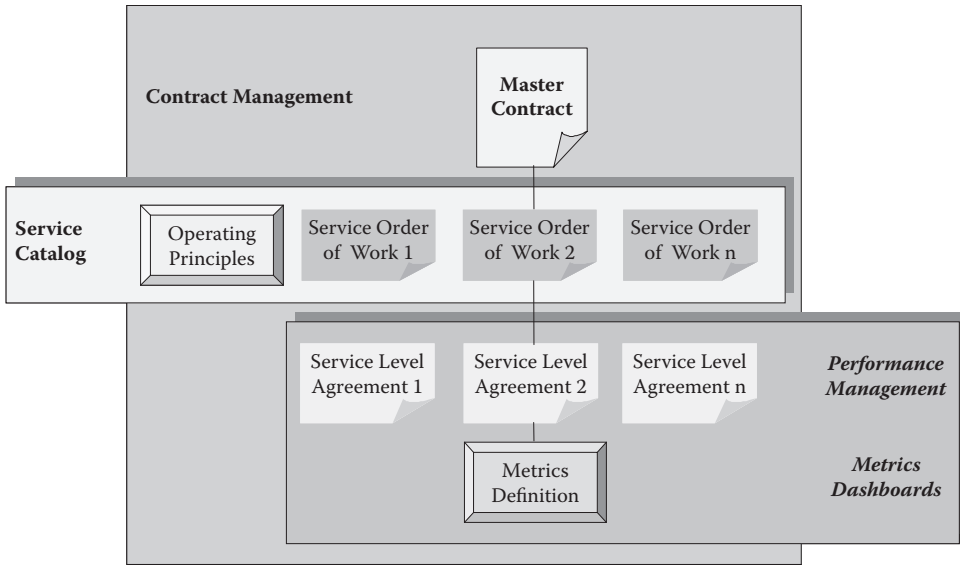 Contract Management
Master
Contract
Service
Catalog
Operating
Principles
Service Order
of Work 1
Service Order
of Work 2
Service Order
of Work n
Service Level
Agreement 1
Service Level
Agreement 2
Service Level
Agreement n
Performance
Management
Metrics
Definition
Metrics
Dashboards